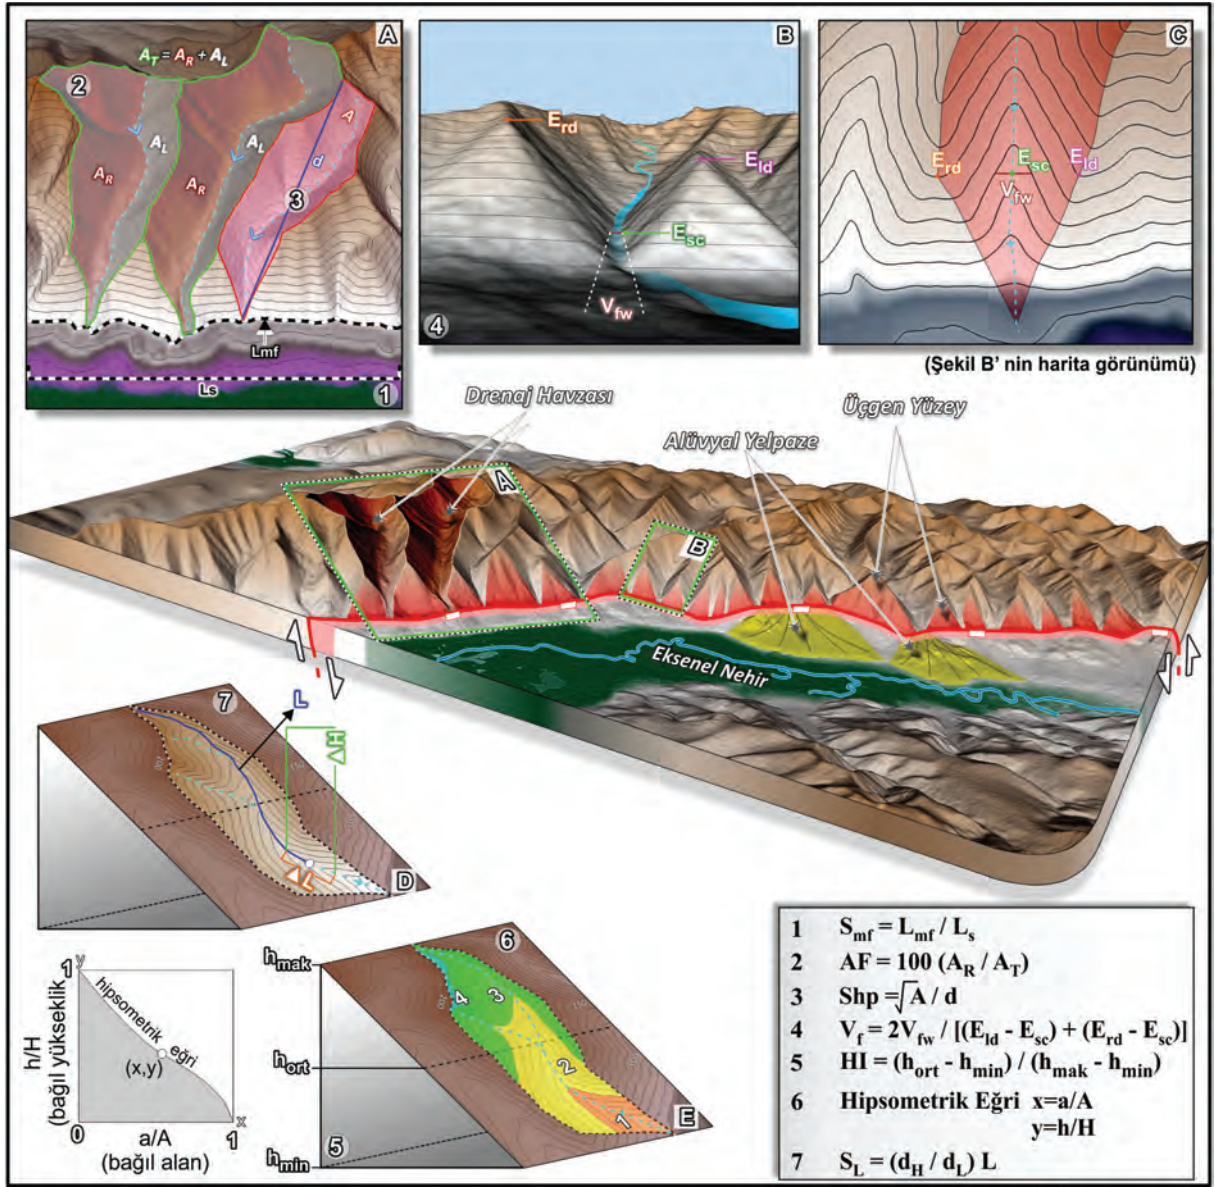 A
A_T = A_R + A_L
2
A_R
A_L
A_R
A_L
A
d
3
Lmf
Ls
1
B
E_rd
E_ld
E_sc
V_fw
4
C
E_rd
E_sc
E_ld
V_fw
(Şekil B' nin harita görünümü)
Drenaj Havzası
Üçgen Yüzey
Alüvyal Yelpaze
A
B
Eksenel Nehir
7
L
ΔH
ΔL
200
150
D
y
1
hipsometrik eğri
(x,y)
h/H
(bağıl yükseklik)
x
0
a/A
1
(bağıl alan)
6
h_mak
h_ort
h_min
4
3
2
1
200
150
5
E
1 S_mf = L_mf / L_s
2 AF = 100 (A_R / A_T)
3 Shp = √A / d
4 V_f = 2V_fw / [(E_ld - E_sc) + (E_rd - E_sc)]
5 HI = (h_ort - h_min) / (h_mak - h_min)
6 Hipsometrik Eğri x=a/A
y=h/H
7 S_L = (d_H / d_L) L